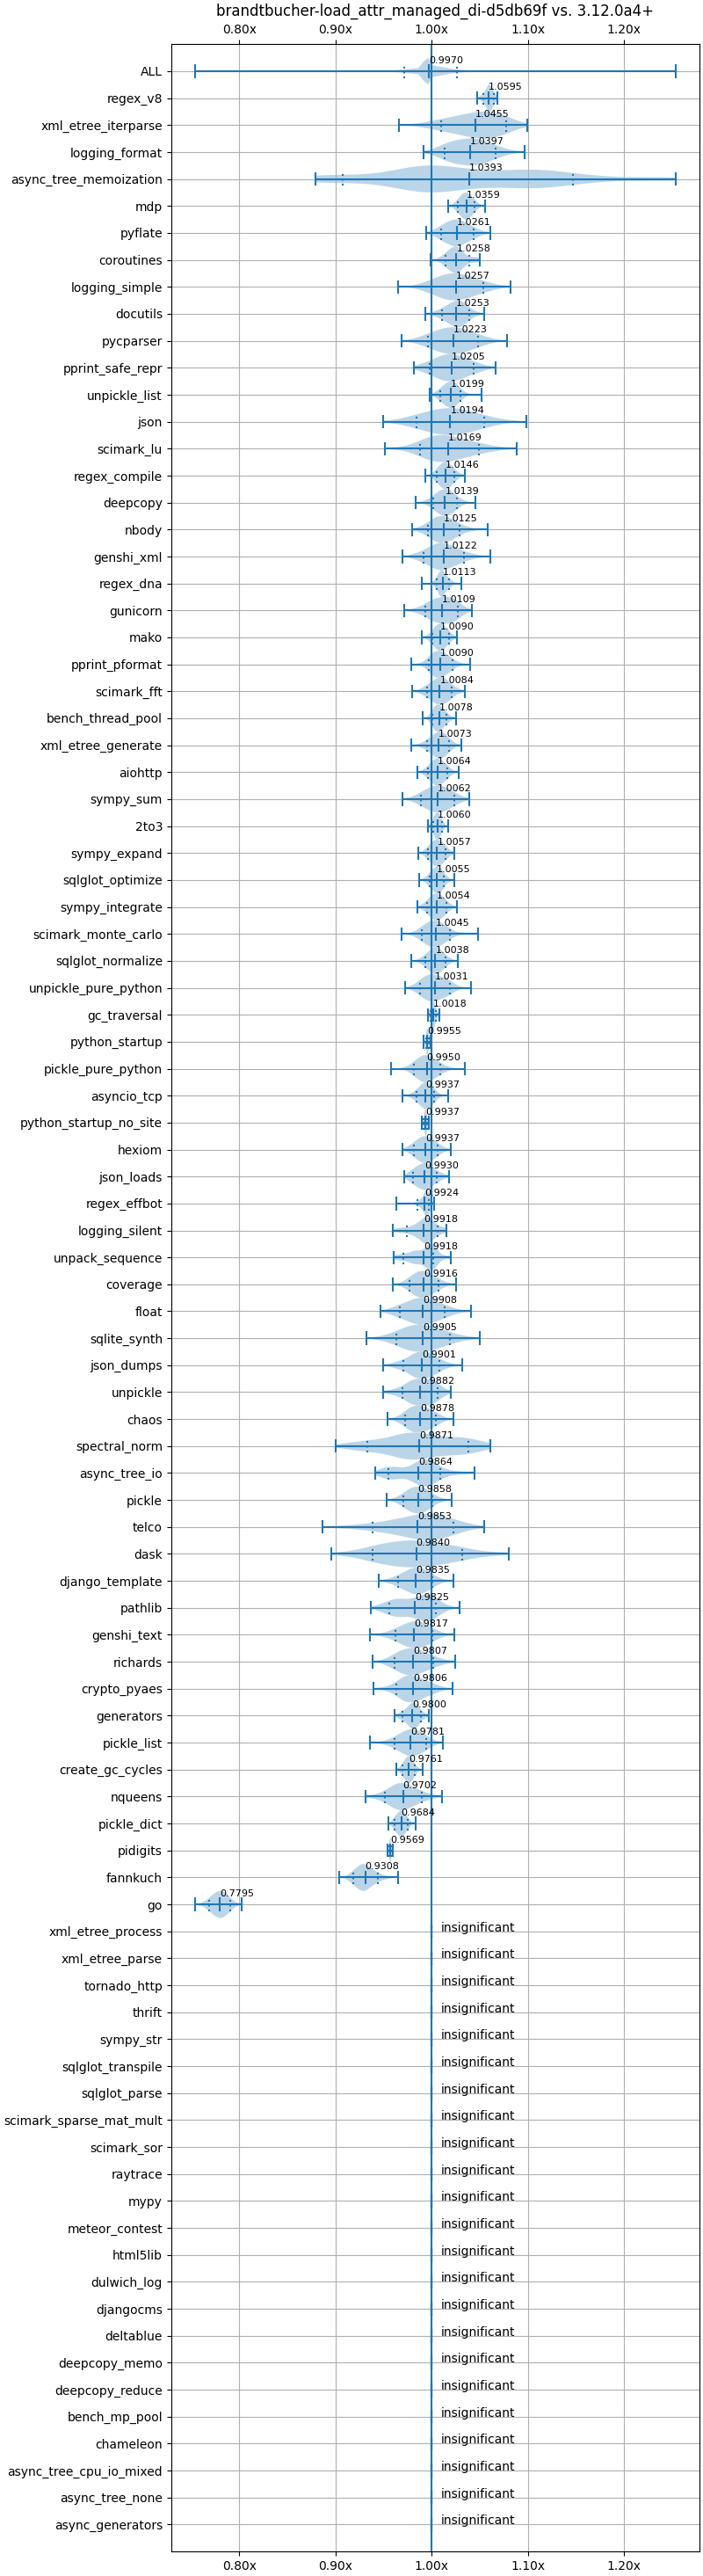 brandtbucher-load_attr_managed_di-d5db69f vs. 3.12.0a4+
0.80x 0.90x 1.00x 1.10x 1.20x
ALL 0.9970
regex_v8 1.0595
xml_etree_iterparse 1.0455
logging_format 1.0397
async_tree_memoization 1.0393
mdp 1.0359
pyflate 1.0261
coroutines 1.0258
logging_simple 1.0257
docutils 1.0253
pycparser 1.0223
pprint_safe_repr 1.0205
unpickle_list 1.0199
json 1.0194
scimark_lu 1.0169
regex_compile 1.0146
deepcopy 1.0139
nbody 1.0125
genshi_xml 1.0122
regex_dna 1.0113
gunicorn 1.0109
mako 1.0090
pprint_pformat 1.0090
scimark_fft 1.0084
bench_thread_pool 1.0078
xml_etree_generate 1.0073
aiohttp 1.0064
sympy_sum 1.0062
2to3 1.0060
sympy_expand 1.0057
sqlglot_optimize 1.0055
sympy_integrate 1.0054
scimark_monte_carlo 1.0045
sqlglot_normalize 1.0038
unpickle_pure_python 1.0031
gc_traversal 1.0018
python_startup 0.9955
pickle_pure_python 0.9950
asyncio_tcp 0.9937
python_startup_no_site 0.9937
hexiom 0.9937
json_loads 0.9930
regex_effbot 0.9924
logging_silent 0.9918
unpack_sequence 0.9918
coverage 0.9916
float 0.9908
sqlite_synth 0.9905
json_dumps 0.9901
unpickle 0.9882
chaos 0.9878
spectral_norm 0.9871
async_tree_io 0.9864
pickle 0.9858
telco 0.9853
dask 0.9840
django_template 0.9835
pathlib 0.9825
genshi_text 0.9817
richards 0.9807
crypto_pyaes 0.9806
generators 0.9800
pickle_list 0.9781
create_gc_cycles 0.9761
nqueens 0.9702
pickle_dict 0.9684
pidigits 0.9569
fannkuch 0.9308
go 0.7795
xml_etree_process insignificant
xml_etree_parse insignificant
tornado_http insignificant
thrift insignificant
sympy_str insignificant
sqlglot_transpile insignificant
sqlglot_parse insignificant
scimark_sparse_mat_mult insignificant
scimark_sor insignificant
raytrace insignificant
mypy insignificant
meteor_contest insignificant
html5lib insignificant
dulwich_log insignificant
djangocms insignificant
deltablue insignificant
deepcopy_memo insignificant
deepcopy_reduce insignificant
bench_mp_pool insignificant
chameleon insignificant
async_tree_cpu_io_mixed insignificant
async_tree_none insignificant
async_generators insignificant
0.80x 0.90x 1.00x 1.10x 1.20x